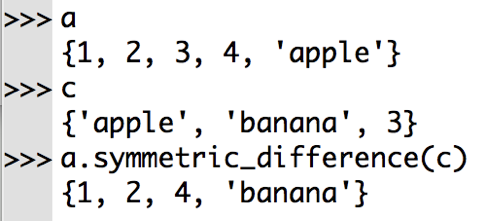 >>> a
{1, 2, 3, 4, 'apple'}
>>> c
{'apple', 'banana', 3}
>>> a.symmetric_difference(c)
{1, 2, 4, 'banana'}